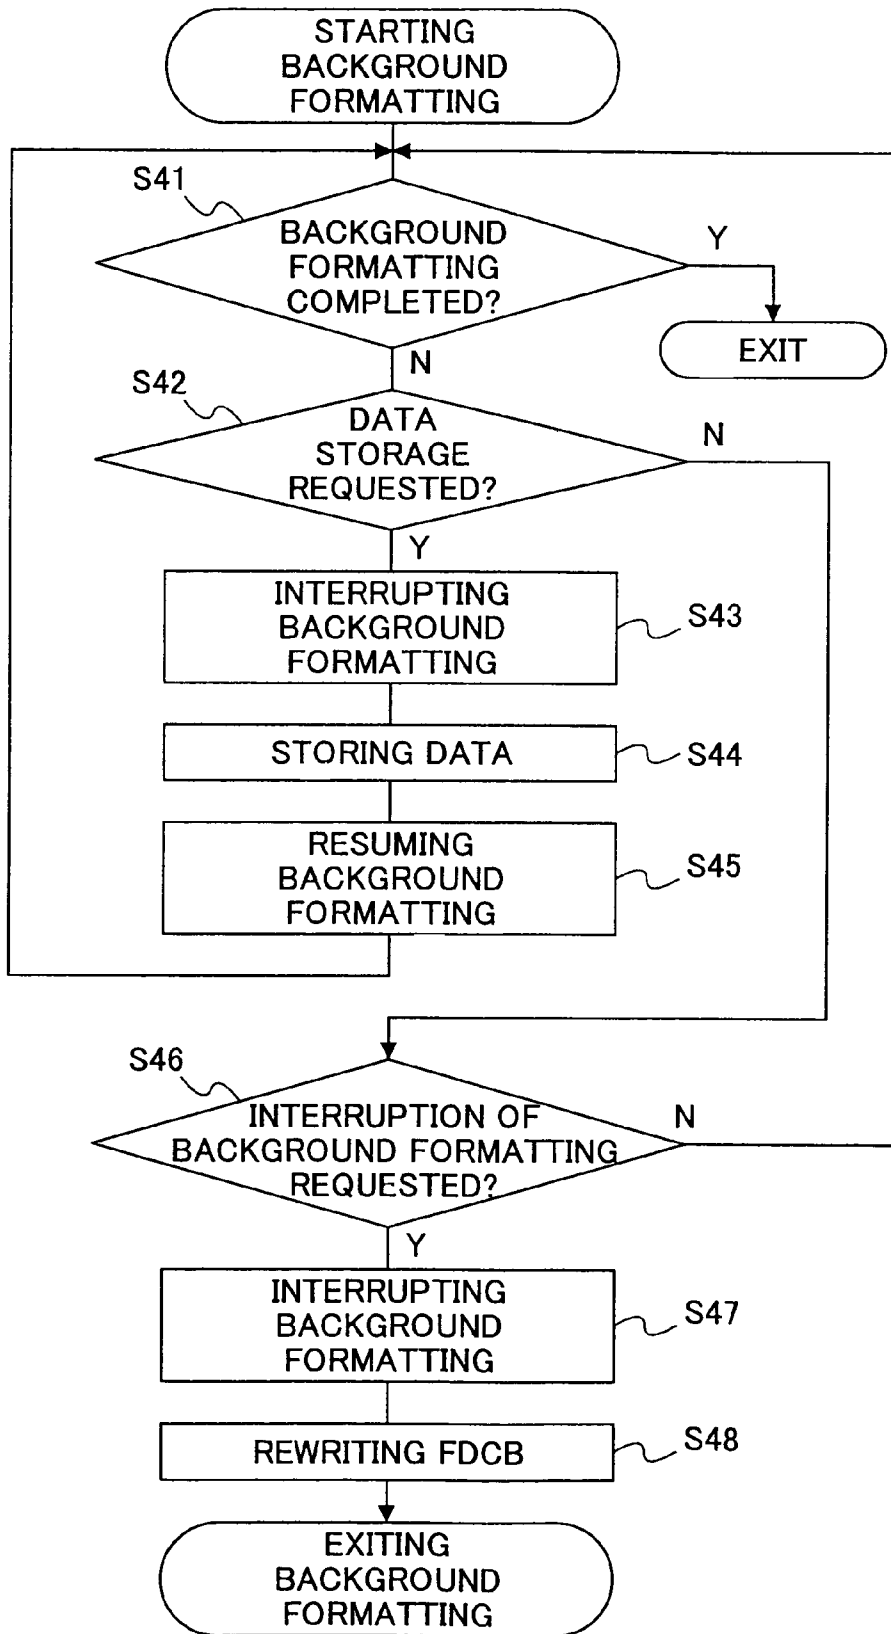 STARTING
BACKGROUND
FORMATTING
S41
BACKGROUND
FORMATTING
COMPLETED?
Y
EXIT
N
S42
DATA
STORAGE
REQUESTED?
N
Y
INTERRUPTING
BACKGROUND
FORMATTING
S43
STORING DATA
S44
RESUMING
BACKGROUND
FORMATTING
S45
S46
INTERRUPTION OF
BACKGROUND FORMATTING
REQUESTED?
N
Y
INTERRUPTING
BACKGROUND
FORMATTING
S47
REWRITING FDCB
S48
EXITING
BACKGROUND
FORMATTING